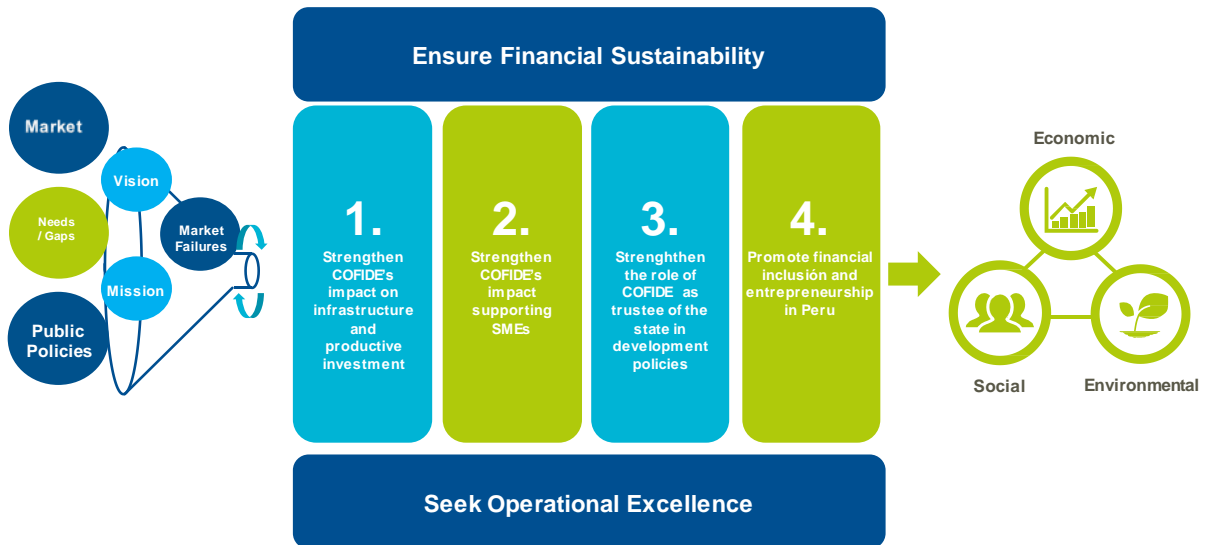 Ensure Financial Sustainability
Market
Vision
Needs
/ Gaps
Market
Failures
Mission
Public
Policies
1.
Strengthen
COFIDE's
impact on
infrastructure
and
productive
investment
2.
Strengthen
COFIDE's
impact
supporting
SMEs
3.
Strenghthen
the role of
COFIDE as
trustee of the
state in
development
policies
4.
Promote financial
inclusión and
entrepreneurship
in Peru
Economic
Social
Environmental
Seek Operational Excellence